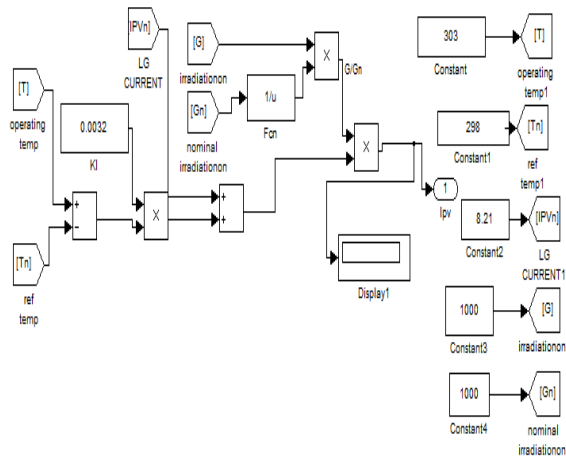 [IPVn]
LG
CURRENT
[G]
irradiationon
X
G/Gn
303
Constant
[T]
operating
temp1
[T]
operating
temp
0.0032
KI
[Gn]
nominal
irradiationon
1/u
Fcn
298
Constant1
[Tn]
ref
temp1
X
+
−
X
+
+
1
Ipv
8.21
Constant2
[IPVn]
LG
CURRENT1
[Tn]
ref
temp
Display1
1000
Constant3
[G]
irradiationon
1000
Constant4
[Gn]
nominal
irradiationon